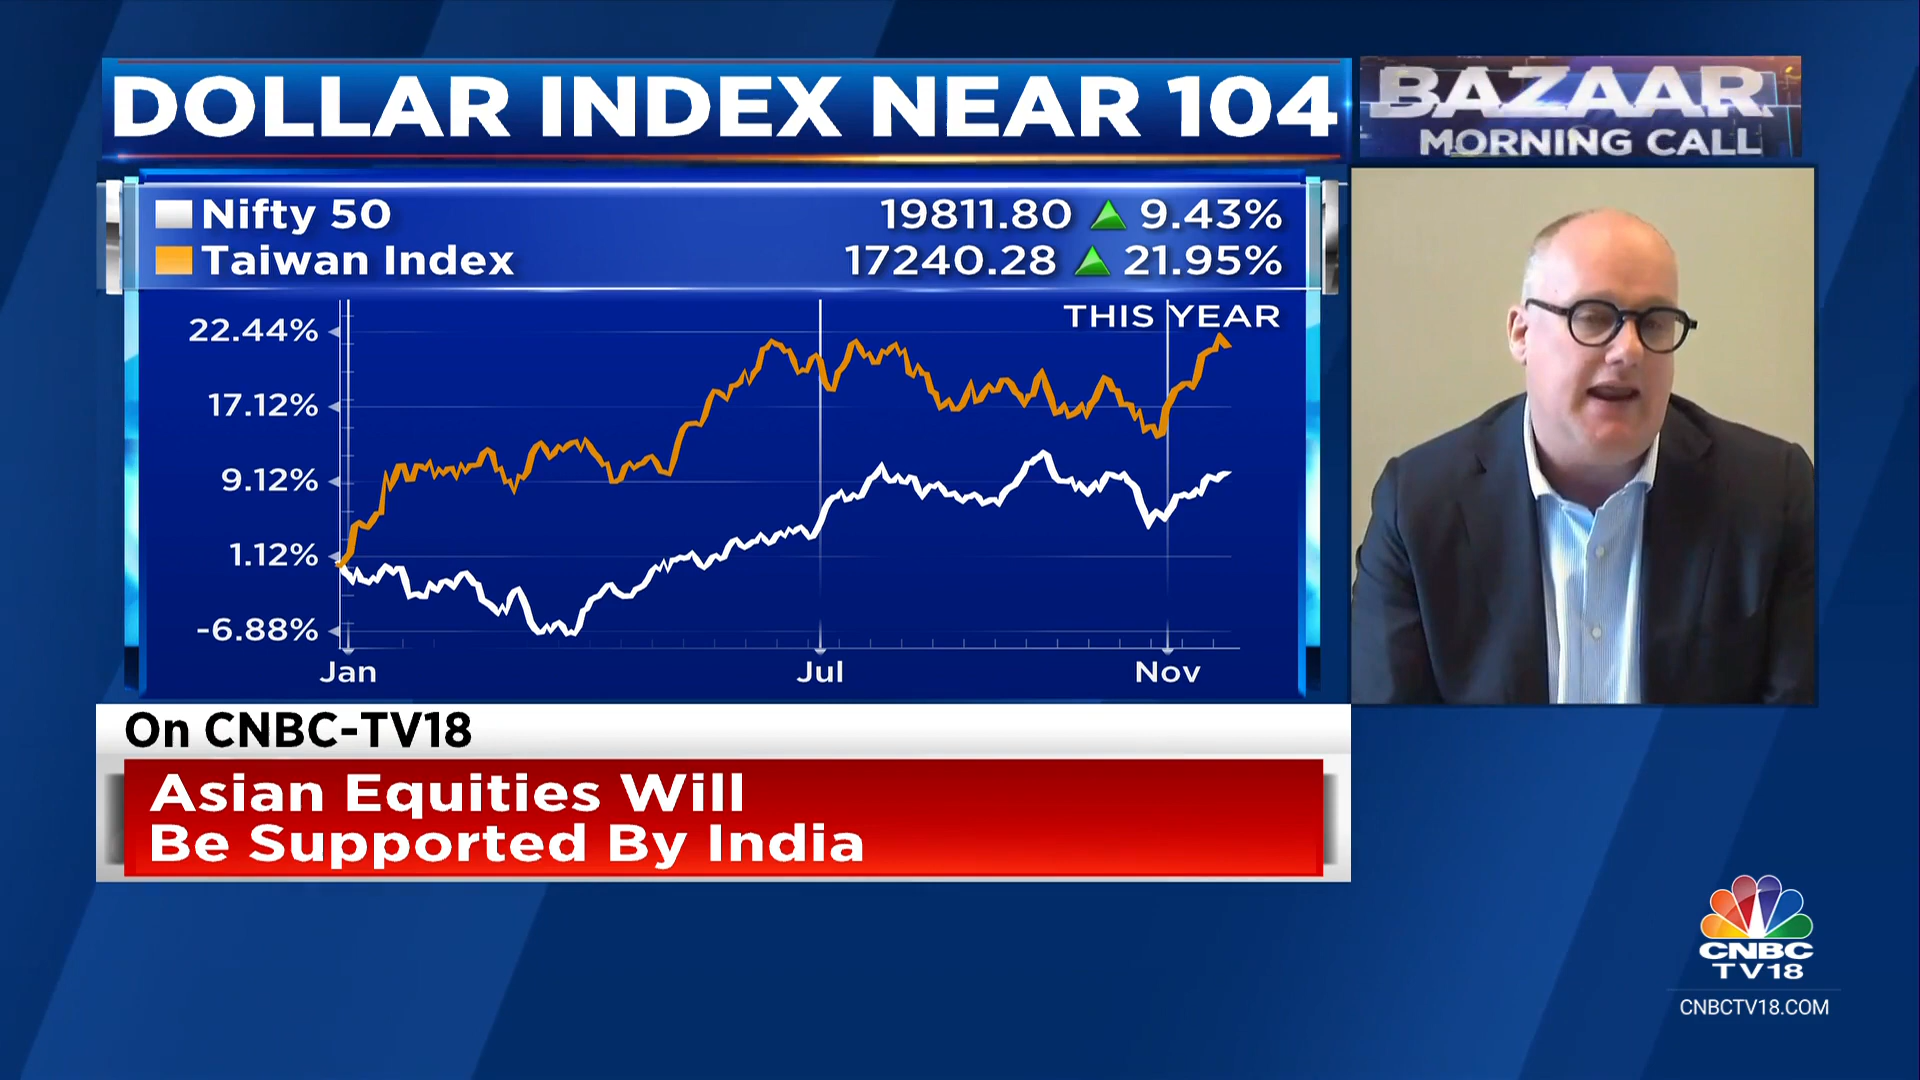 DOLLAR INDEX NEAR 104
BAZAAR
MORNING CALL
Nifty 50 19811.80 9.43%
Taiwan Index 17240.28 21.95%
THIS YEAR
22.44%
17.12%
9.12%
1.12%
-6.88%
Jan Jul Nov
On CNBC-TV18
Asian Equities Will
Be Supported By India
CNBC
TV18
CNBCTV18.COM